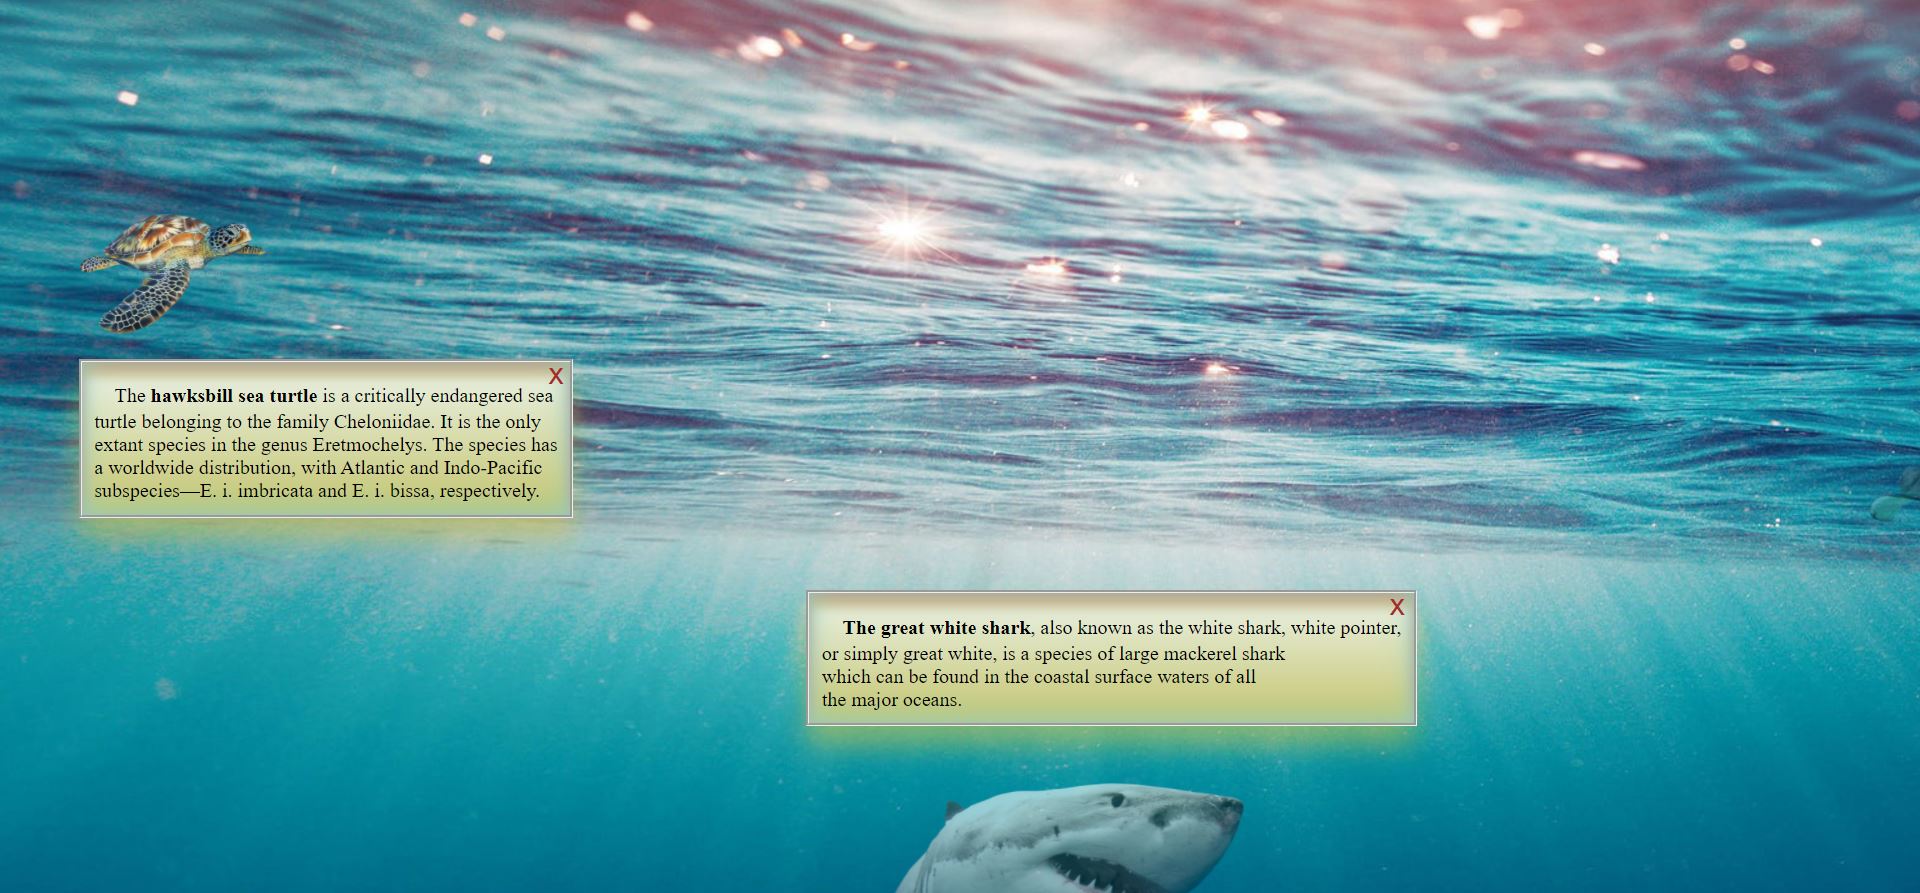 X
The hawksbill sea turtle is a critically endangered sea
turtle belonging to the family Cheloniidae. It is the only
extant species in the genus Eretmochelys. The species has
a worldwide distribution, with Atlantic and Indo-Pacific
subspecies—E. i. imbricata and E. i. bissa, respectively.
X
The great white shark, also known as the white shark, white pointer,
or simply great white, is a species of large mackerel shark
which can be found in the coastal surface waters of all
the major oceans.